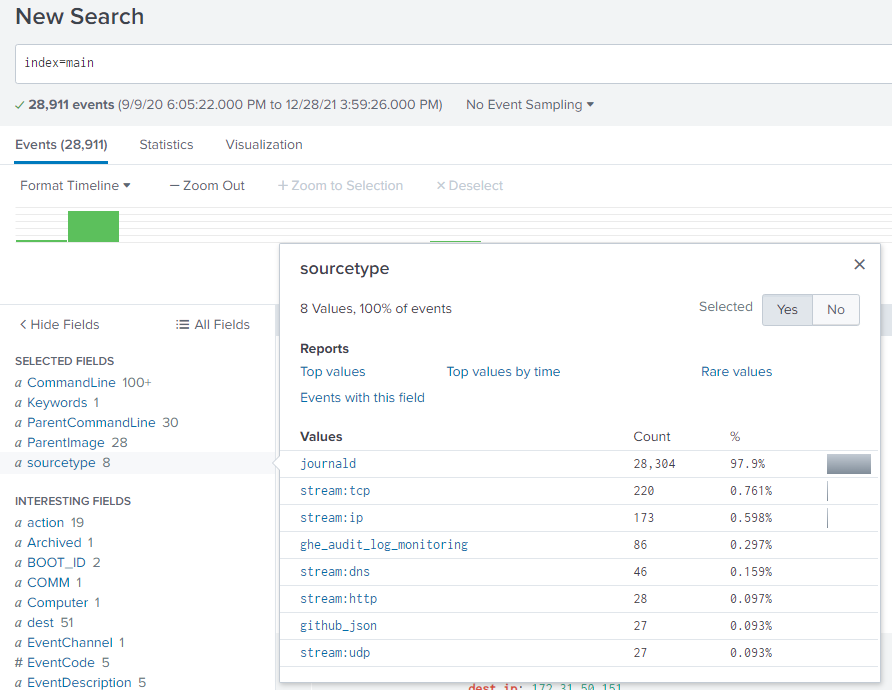 New Search
index=main
✓ 28,911 events (9/9/20 6:05:22.000 PM to 12/28/21 3:59:26.000 PM) No Event Sampling ▾
Events (28,911) Statistics Visualization
Format Timeline ▾ — Zoom Out + Zoom to Selection × Deselect
sourcetype ×
8 Values, 100% of events Selected Yes No
Reports
Top values Top values by time Rare values
Events with this field
Values Count %
journald 28,304 97.9%
stream:tcp 220 0.761%
stream:ip 173 0.598%
ghe_audit_log_monitoring 86 0.297%
stream:dns 46 0.159%
stream:http 28 0.097%
github_json 27 0.093%
stream:udp 27 0.093%
< Hide Fields All Fields
SELECTED FIELDS
a CommandLine 100+
a Keywords 1
a ParentCommandLine 30
a ParentImage 28
a sourcetype 8
INTERESTING FIELDS
a action 19
a Archived 1
a BOOT_ID 2
a COMM 1
a Computer 1
a dest 51
a EventChannel 1
# EventCode 5
a EventDescription 5
dest_ip: 172.31.50.151